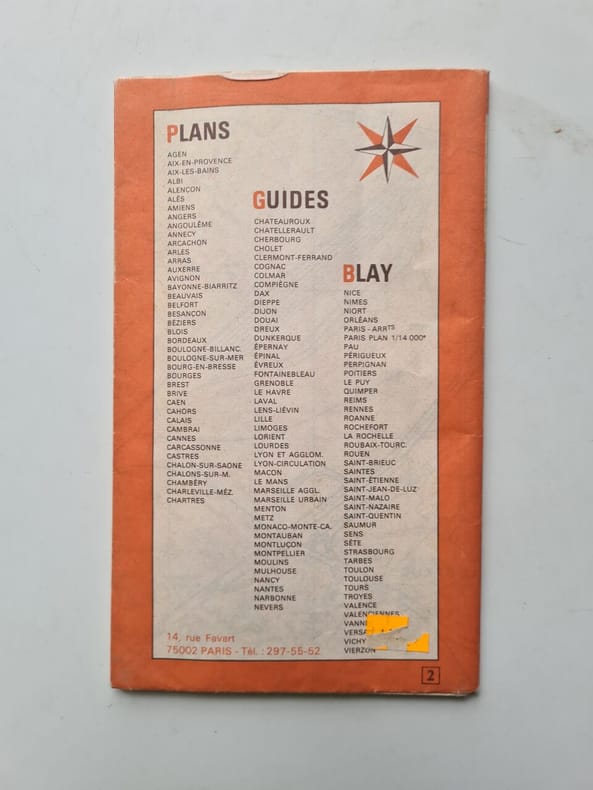 PLANS
AGEN
AIX-EN-PROVENCE
AIX-LES-BAINS
ALBI
ALENÇON
ALÈS
AMIENS
ANGERS
ANGOULÊME
ANNECY
ARCACHON
ARLES
ARRAS
AUXERRE
AVIGNON
BAYONNE-BIARRITZ
BEAUVAIS
BELFORT
BESANÇON
BÉZIERS
BLOIS
BORDEAUX
BOULOGNE-BILLANC.
BOULOGNE-SUR-MER
BOURG-EN-BRESSE
BOURGES
BREST
BRIVE
CAEN
CAHORS
CALAIS
CAMBRAI
CANNES
CARCASSONNE
CASTRES
CHALON-SUR-SAONE
CHALONS-SUR-M.
CHAMBÉRY
CHARLEVILLE-MÉZ.
CHARTRES
GUIDES
CHATEAUROUX
CHATELLERAULT
CHERBOURG
CHOLET
CLERMONT-FERRAND
COGNAC
COLMAR
COMPIÈGNE
DAX
DIEPPE
DIJON
DOUAI
DREUX
DUNKERQUE
ÉPERNAY
ÉPINAL
ÉVREUX
FONTAINEBLEAU
GRENOBLE
LE HAVRE
LAVAL
LENS-LIÉVIN
LILLE
LIMOGES
LORIENT
LOURDES
LYON ET AGGLOM.
LYON-CIRCULATION
MACON
LE MANS
MARSEILLE AGGL.
MARSEILLE URBAIN
MENTON
METZ
MONACO-MONTE-CA.
MONTAUBAN
MONTLUÇON
MONTPELLIER
MOULINS
MULHOUSE
NANCY
NANTES
NARBONNE
NEVERS
BLAY
NICE
NIMES
NIORT
ORLÉANS
PARIS - ARRTS
PARIS PLAN 1/14 000e
PAU
PÉRIGUEUX
PERPIGNAN
POITIERS
LE PUY
QUIMPER
REIMS
RENNES
ROANNE
ROCHEFORT
LA ROCHELLE
ROUBAIX-TOURC.
ROUEN
SAINT-BRIEUC
SAINTES
SAINT-ÉTIENNE
SAINT-JEAN-DE-LUZ
SAINT-MALO
SAINT-NAZAIRE
SAINT-QUENTIN
SAUMUR
SENS
SÈTE
STRASBOURG
TARBES
TOULON
TOULOUSE
TOURS
TROYES
VALENCE
VALENCIENNES
VICHY
VIERZON
14, rue Favart
75002 PARIS - Tél. : 297-55-52
2